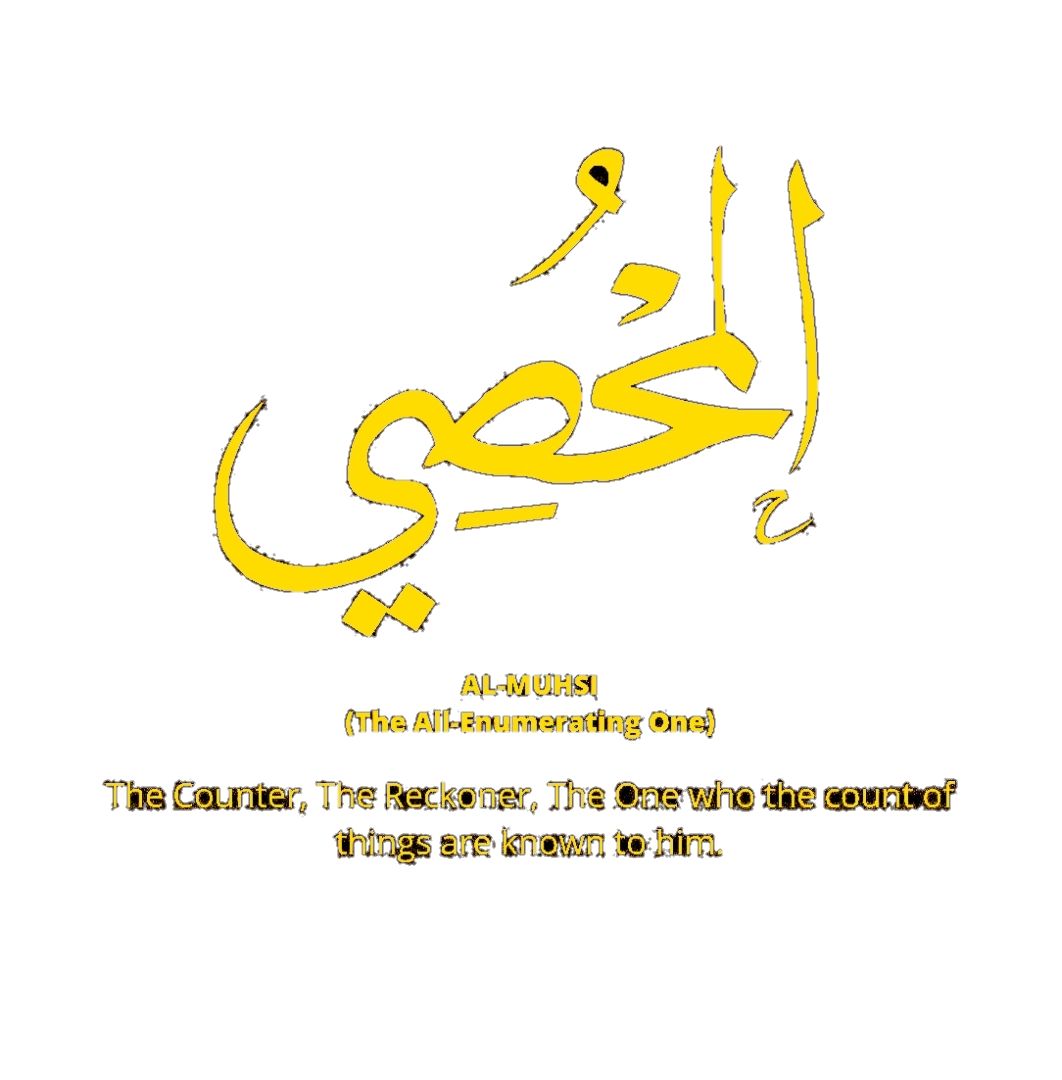 المُحْصِي
AL-MUHSI
(The All-Enumerating One)
The Counter, The Reckoner, The One who the count of
things are known to him.